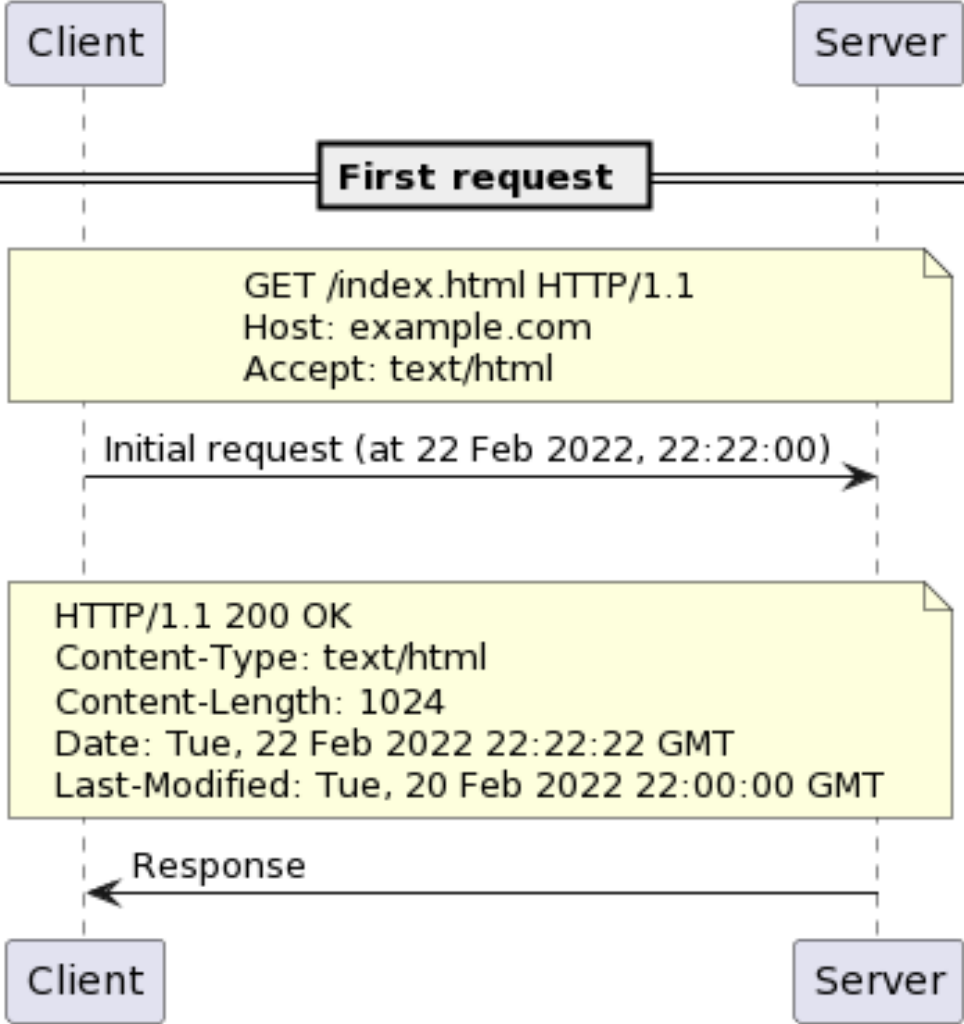 Client
Server
First request
GET /index.html HTTP/1.1
Host: example.com
Accept: text/html
Initial request (at 22 Feb 2022, 22:22:00)
HTTP/1.1 200 OK
Content-Type: text/html
Content-Length: 1024
Date: Tue, 22 Feb 2022 22:22:22 GMT
Last-Modified: Tue, 20 Feb 2022 22:00:00 GMT
Response
Client
Server